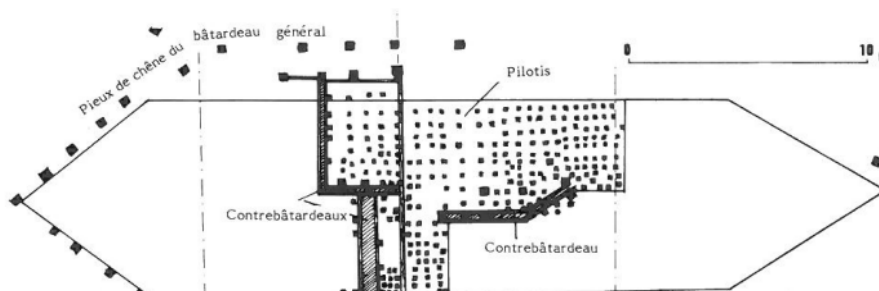 Pieux de chêne du bâtardeau général
0
10
Pilotis
Contrebâtardeaux
Contrebâtardeau